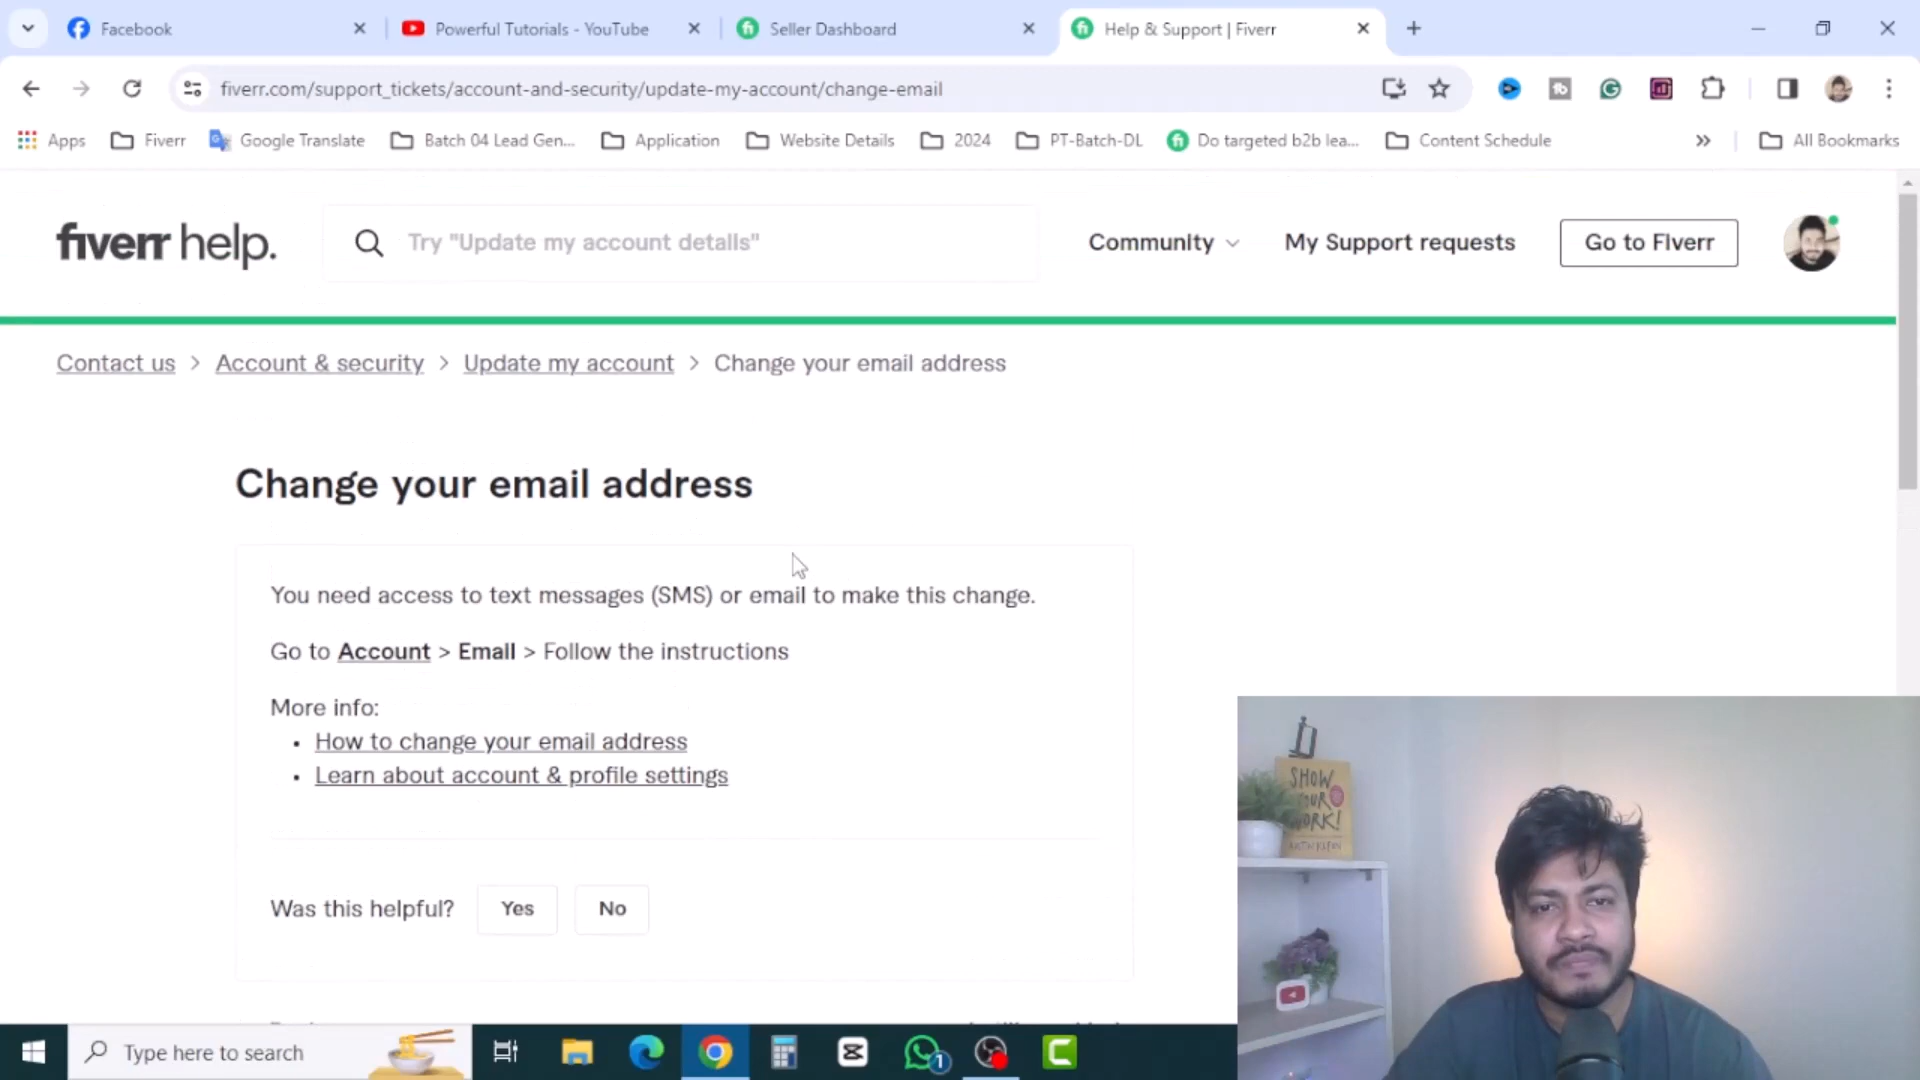 Facebook
Powerful Tutorials - YouTube
Seller Dashboard
Help & Support | Fiverr
fiverr.com/support_tickets/account-and-security/update-my-account/change-email
Apps
Fiverr
Google Translate
Batch 04 Lead Gen...
Application
Website Details
2024
PT-Batch-DL
Do targeted b2b lea...
Content Schedule
All Bookmarks
fiverr help.
Try "Update my account details"
Community
My Support requests
Go to Fiverr
Contact us > Account & security > Update my account > Change your email address
Change your email address
You need access to text messages (SMS) or email to make this change.
Go to Account > Email > Follow the instructions
More info:
• How to change your email address
• Learn about account & profile settings
Was this helpful?
Yes
No
SHOW
YOUR
WORK!
Type here to search
1